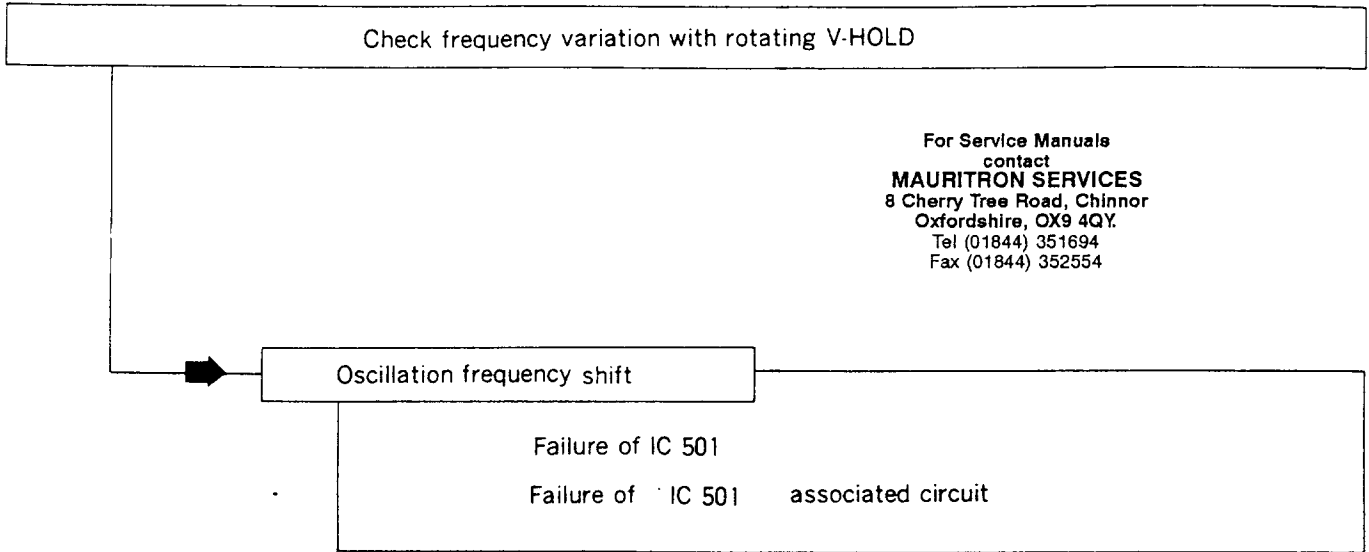 Check frequency variation with rotating V-HOLD
For Service Manuals
contact
MAURITRON SERVICES
8 Cherry Tree Road, Chinnor
Oxfordshire, OX9 4QY.
Tel (01844) 351694
Fax (01844) 352554
Oscillation frequency shift
Failure of IC 501
Failure of IC 501 associated circuit